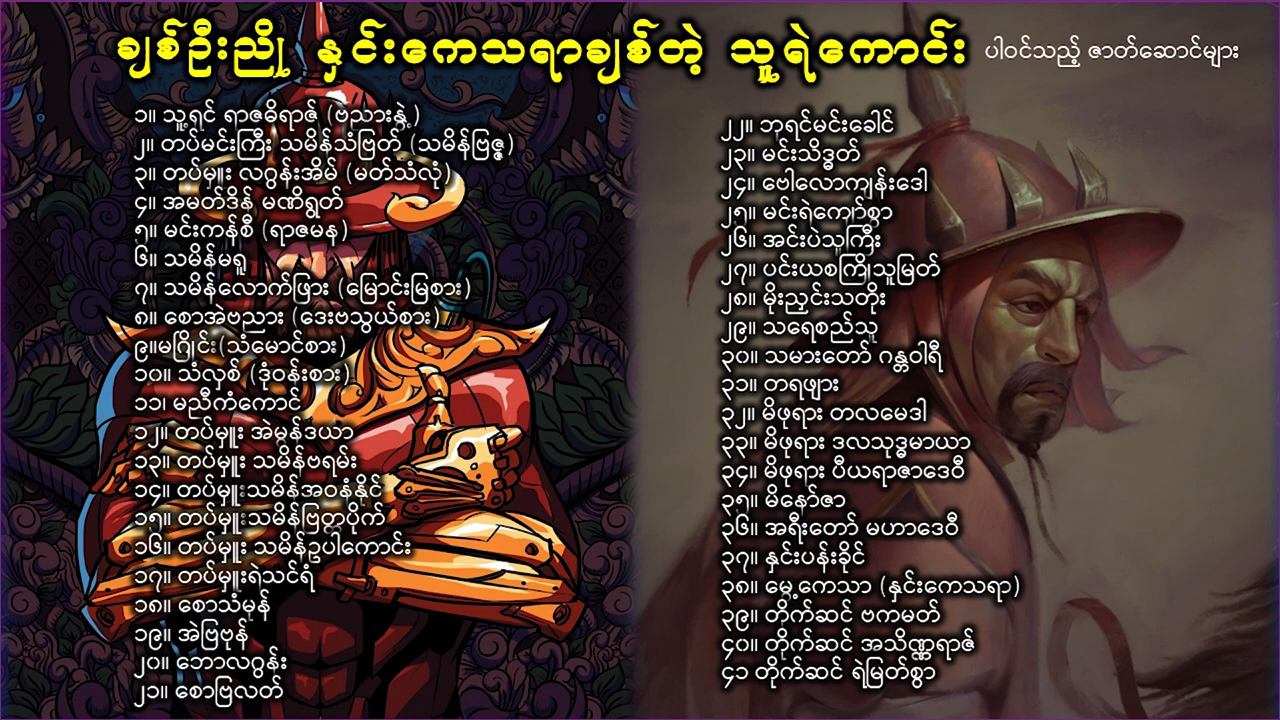 ချစ်ဦးညို နှင်းကေသရာချစ်တဲ့ သူရဲကောင်း ပါဝင်သည့် ဇာတ်ဆောင်များ
၁။ သူ့ရှင် ရာဇဓိရာဇ် (ဗညားနွဲ့)
၂။ တပ်မင်းကြီး သမိန်သံဗြတ် (သမိန်ဗြဇ္ဇ)
၃။ တပ်မှူး လဂွန်းအိမ် (မတ်သံလုံ)
၄။ အမတ်ဒိန် မဏိရွတ်
၅။ မင်းကန်စီ (ရာဇမန)
၆။ သမိန်မရူ
၇။ သမိန်လောက်ဖြား (မြောင်းမြစား)
၈။ စောအဲဗညား (ဒေးဗသွယ်စား)
၉။မဂြိုင်း(သံမောင်စား)
၁၀။ သံလှစ် (ဒုံဝန်းစား)
၁၁၊ မညီကံကောင်
၁၂။ တပ်မှူး အဲမွန်ဒယာ
၁၃။ တပ်မှူး သမိန်ဗရမ်း
၁၄။ တပ်မှူးသမိန်အဝနံနိုင်
၁၅။ တပ်မှူးသမိန်ဗြတ္တပိုက်
၁၆။ တပ်မှူး သမိန်ဥပါကောင်း
၁၇။ တပ်မှူးရဲသင်ရံ
၁၈။ စောသံမုန်
၁၉။ အဲဗြဗုန်
၂၀။ ဘောလဂွန်း
၂၁။ စောဗြလတ်
၂၂။ ဘုရင်မင်းခေါင်
၂၃။ မင်းသိဒ္ဓတ်
၂၄။ ဗေါလောကျန်းဒေါ
၂၅။ မင်းရဲကျော်စွာ
၂၆။ အင်းပဲသူကြီး
၂၇။ ပင်းယစကြိုသူမြတ်
၂၈။ မိုးညှင်းသတိုး
၂၉။ သရေစည်သူ
၃၀။ သမားတော် ဂန္တဝါရီ
၃၁။ တရဖျား
၃၂။ မိဖုရား တလမေဒါ
၃၃။ မိဖုရား ဒလသုဒ္ဓမာယာ
၃၄။ မိဖုရား ပီယရာဇာဒေဝီ
၃၅။ မိနော်ဇာ
၃၆။ အရီးတော် မဟာဒေဝီ
၃၇။ နှင်းပန်းခိုင်
၃၈။ မွေ့ကေသာ (နှင်းကေသရာ)
၃၉။ တိုက်ဆင် ဗကမတ်
၄၀။ တိုက်ဆင် အသိဏ္ဏရာဇ်
၄၁ တိုက်ဆင် ရဲမြတ်စွာ